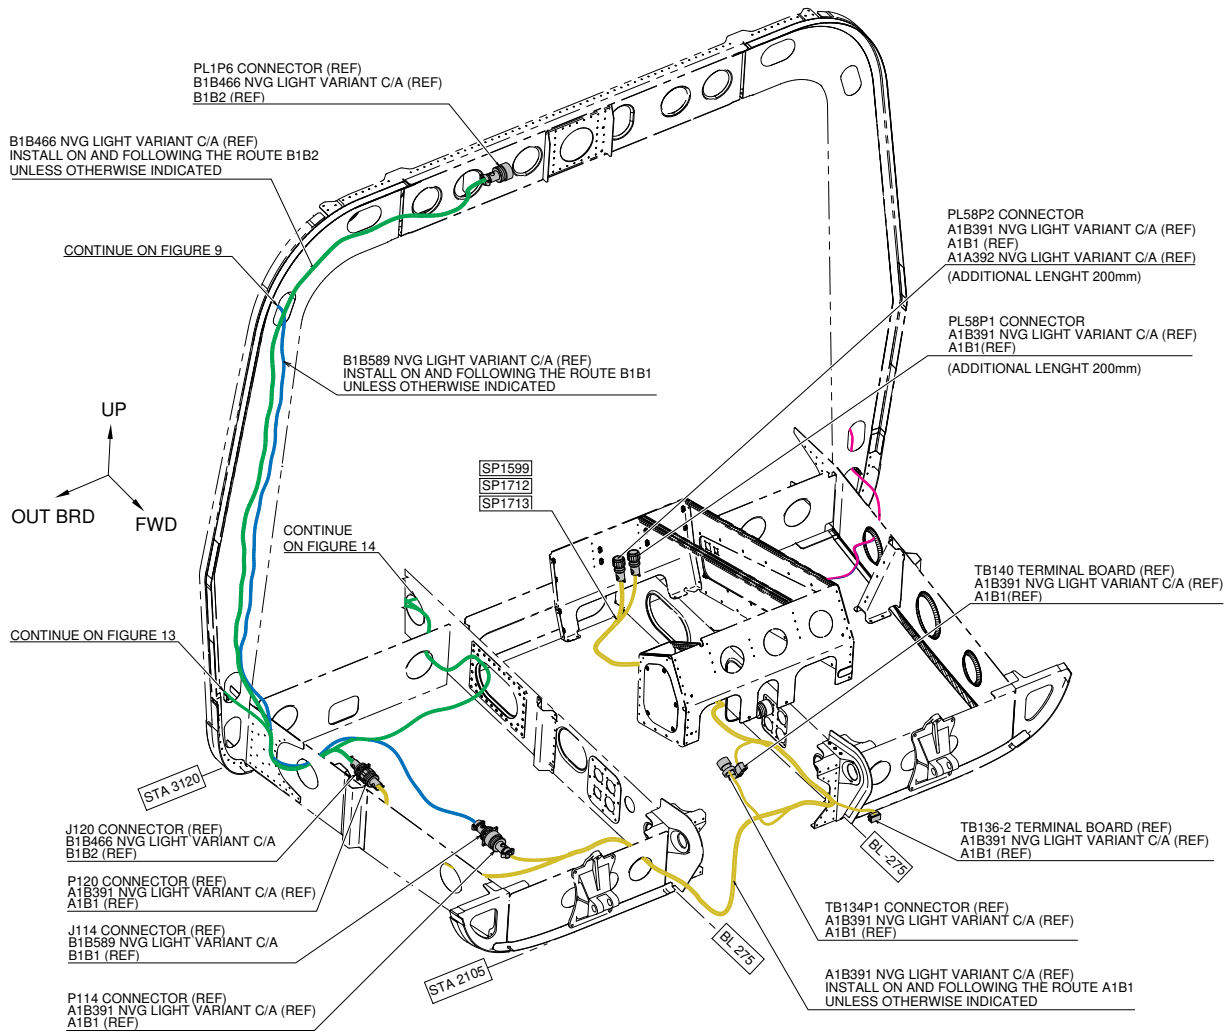 PL1P6 CONNECTOR (REF)
B1B466 NVG LIGHT VARIANT C/A (REF)
B1B2 (REF)
B1B466 NVG LIGHT VARIANT C/A (REF)
INSTALL ON AND FOLLOWING THE ROUTE B1B2
UNLESS OTHERWISE INDICATED
CONTINUE ON FIGURE 9
PL58P2 CONNECTOR
A1B391 NVG LIGHT VARIANT C/A (REF)
A1B1 (REF)
A1A392 NVG LIGHT VARIANT C/A (REF)
(ADDITIONAL LENGHT 200mm)
PL58P1 CONNECTOR
A1B391 NVG LIGHT VARIANT C/A (REF)
A1B1(REF)
(ADDITIONAL LENGHT 200mm)
B1B589 NVG LIGHT VARIANT C/A (REF)
INSTALL ON AND FOLLOWING THE ROUTE B1B1
UNLESS OTHERWISE INDICATED
UP
OUT BRD
FWD
SP1599
SP1712
SP1713
CONTINUE
ON FIGURE 14
TB140 TERMINAL BOARD (REF)
A1B391 NVG LIGHT VARIANT C/A (REF)
A1B1(REF)
CONTINUE ON FIGURE 13
STA 3120
J120 CONNECTOR (REF)
B1B466 NVG LIGHT VARIANT C/A
B1B2 (REF)
P120 CONNECTOR (REF)
A1B391 NVG LIGHT VARIANT C/A (REF)
A1B1 (REF)
J114 CONNECTOR (REF)
B1B589 NVG LIGHT VARIANT C/A
B1B1 (REF)
P114 CONNECTOR (REF)
A1B391 NVG LIGHT VARIANT C/A (REF)
A1B1 (REF)
STA 2105
BL 275
BL 275
TB136-2 TERMINAL BOARD (REF)
A1B391 NVG LIGHT VARIANT C/A (REF)
A1B1 (REF)
TB134P1 CONNECTOR (REF)
A1B391 NVG LIGHT VARIANT C/A (REF)
A1B1 (REF)
A1B391 NVG LIGHT VARIANT C/A (REF)
INSTALL ON AND FOLLOWING THE ROUTE A1B1
UNLESS OTHERWISE INDICATED